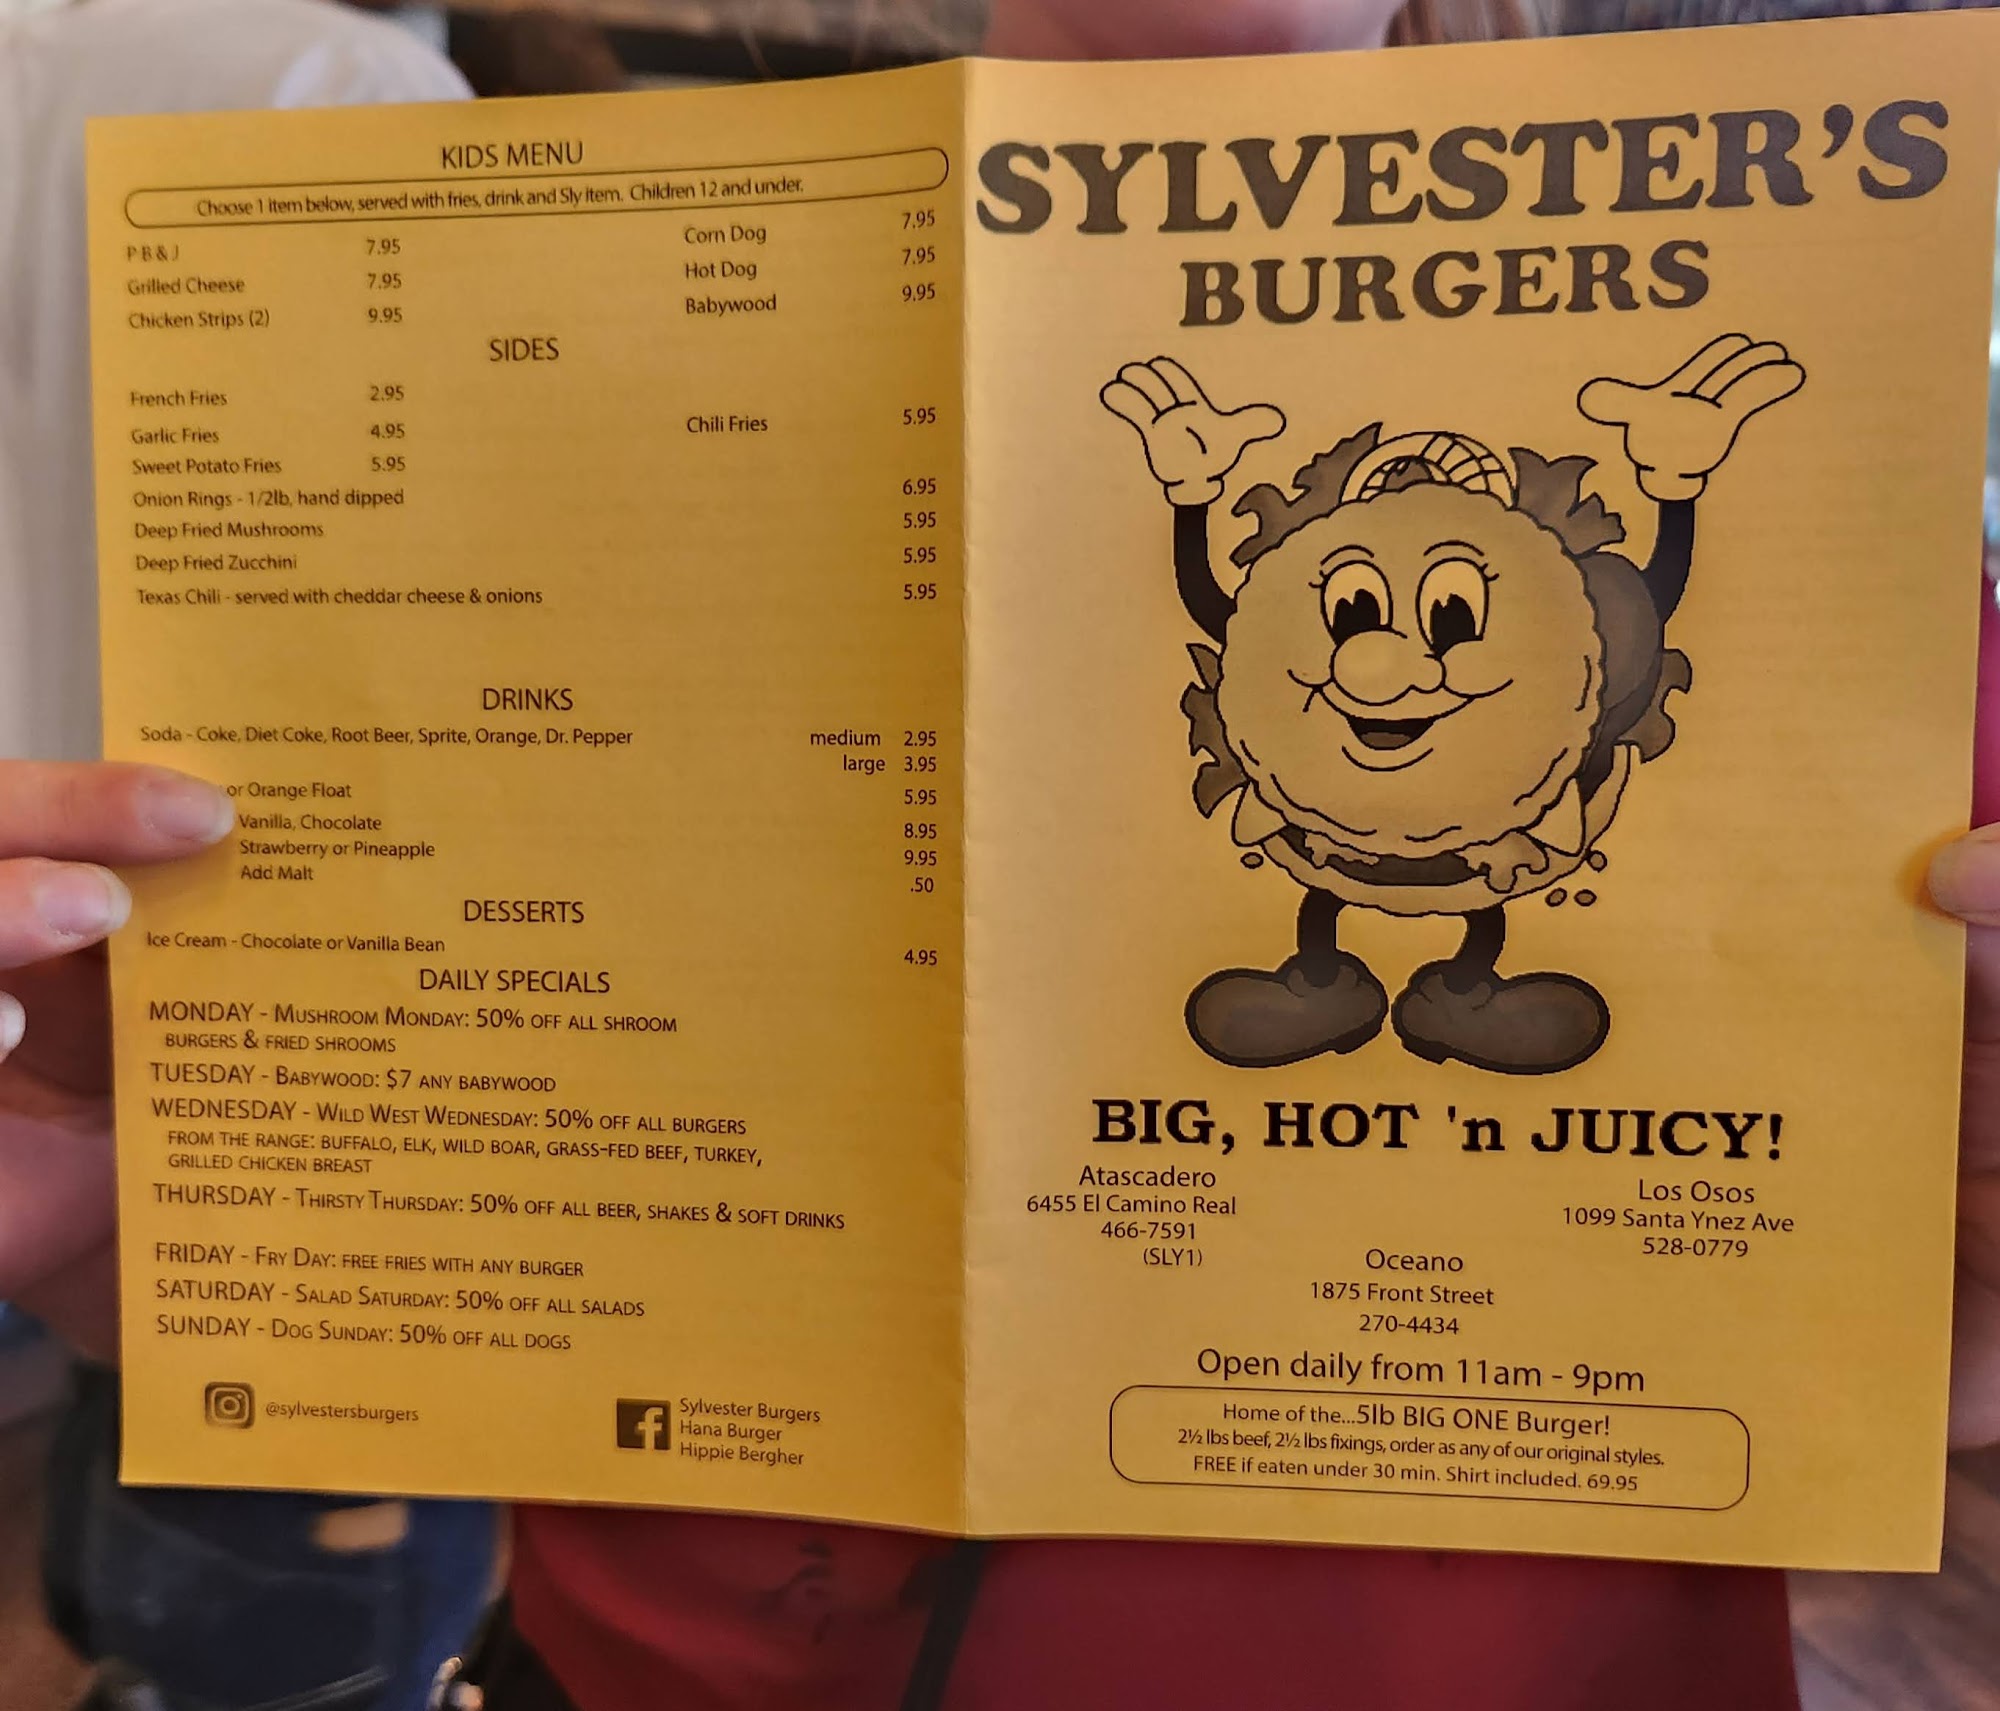 KIDS MENU
Choose 1 item below, served with fries, drink and Sly item. Children 12 and under.
P B & J 7.95
Grilled Cheese 7.95
Chicken Strips (2) 9.95
Corn Dog 7.95
Hot Dog 7.95
Babywood 9.95
SIDES
French Fries 2.95
Garlic Fries 4.95
Chili Fries 5.95
Sweet Potato Fries 5.95
Onion Rings - 1/2lb, hand dipped 6.95
Deep Fried Mushrooms 5.95
Deep Fried Zucchini 5.95
Texas Chili - served with cheddar cheese & onions 5.95
DRINKS
Soda - Coke, Diet Coke, Root Beer, Sprite, Orange, Dr. Pepper medium 2.95
large 3.95
or Orange Float 5.95
Vanilla, Chocolate 8.95
Strawberry or Pineapple 9.95
Add Malt .50
DESSERTS
Ice Cream - Chocolate or Vanilla Bean 4.95
DAILY SPECIALS
MONDAY - MUSHROOM MONDAY: 50% OFF ALL SHROOM
BURGERS & FRIED SHROOMS
TUESDAY - BABYWOOD: $7 ANY BABYWOOD
WEDNESDAY - WILD WEST WEDNESDAY: 50% OFF ALL BURGERS
FROM THE RANGE: BUFFALO, ELK, WILD BOAR, GRASS-FED BEEF, TURKEY,
GRILLED CHICKEN BREAST
THURSDAY - THIRSTY THURSDAY: 50% OFF ALL BEER, SHAKES & SOFT DRINKS
FRIDAY - FRY DAY: FREE FRIES WITH ANY BURGER
SATURDAY - SALAD SATURDAY: 50% OFF ALL SALADS
SUNDAY - DOG SUNDAY: 50% OFF ALL DOGS
@sylvestersburgers
Sylvester Burgers
Hana Burger
Hippie Bergher
SYLVESTER'S
BURGERS
BIG, HOT 'n JUICY!
Atascadero
6455 El Camino Real
466-7591
(SLY1)
Oceano
1875 Front Street
270-4434
Los Osos
1099 Santa Ynez Ave
528-0779
Open daily from 11am - 9pm
Home of the...5lb BIG ONE Burger!
2½ lbs beef, 2½ lbs fixings, order as any of our original styles.
FREE if eaten under 30 min. Shirt included. 69.95